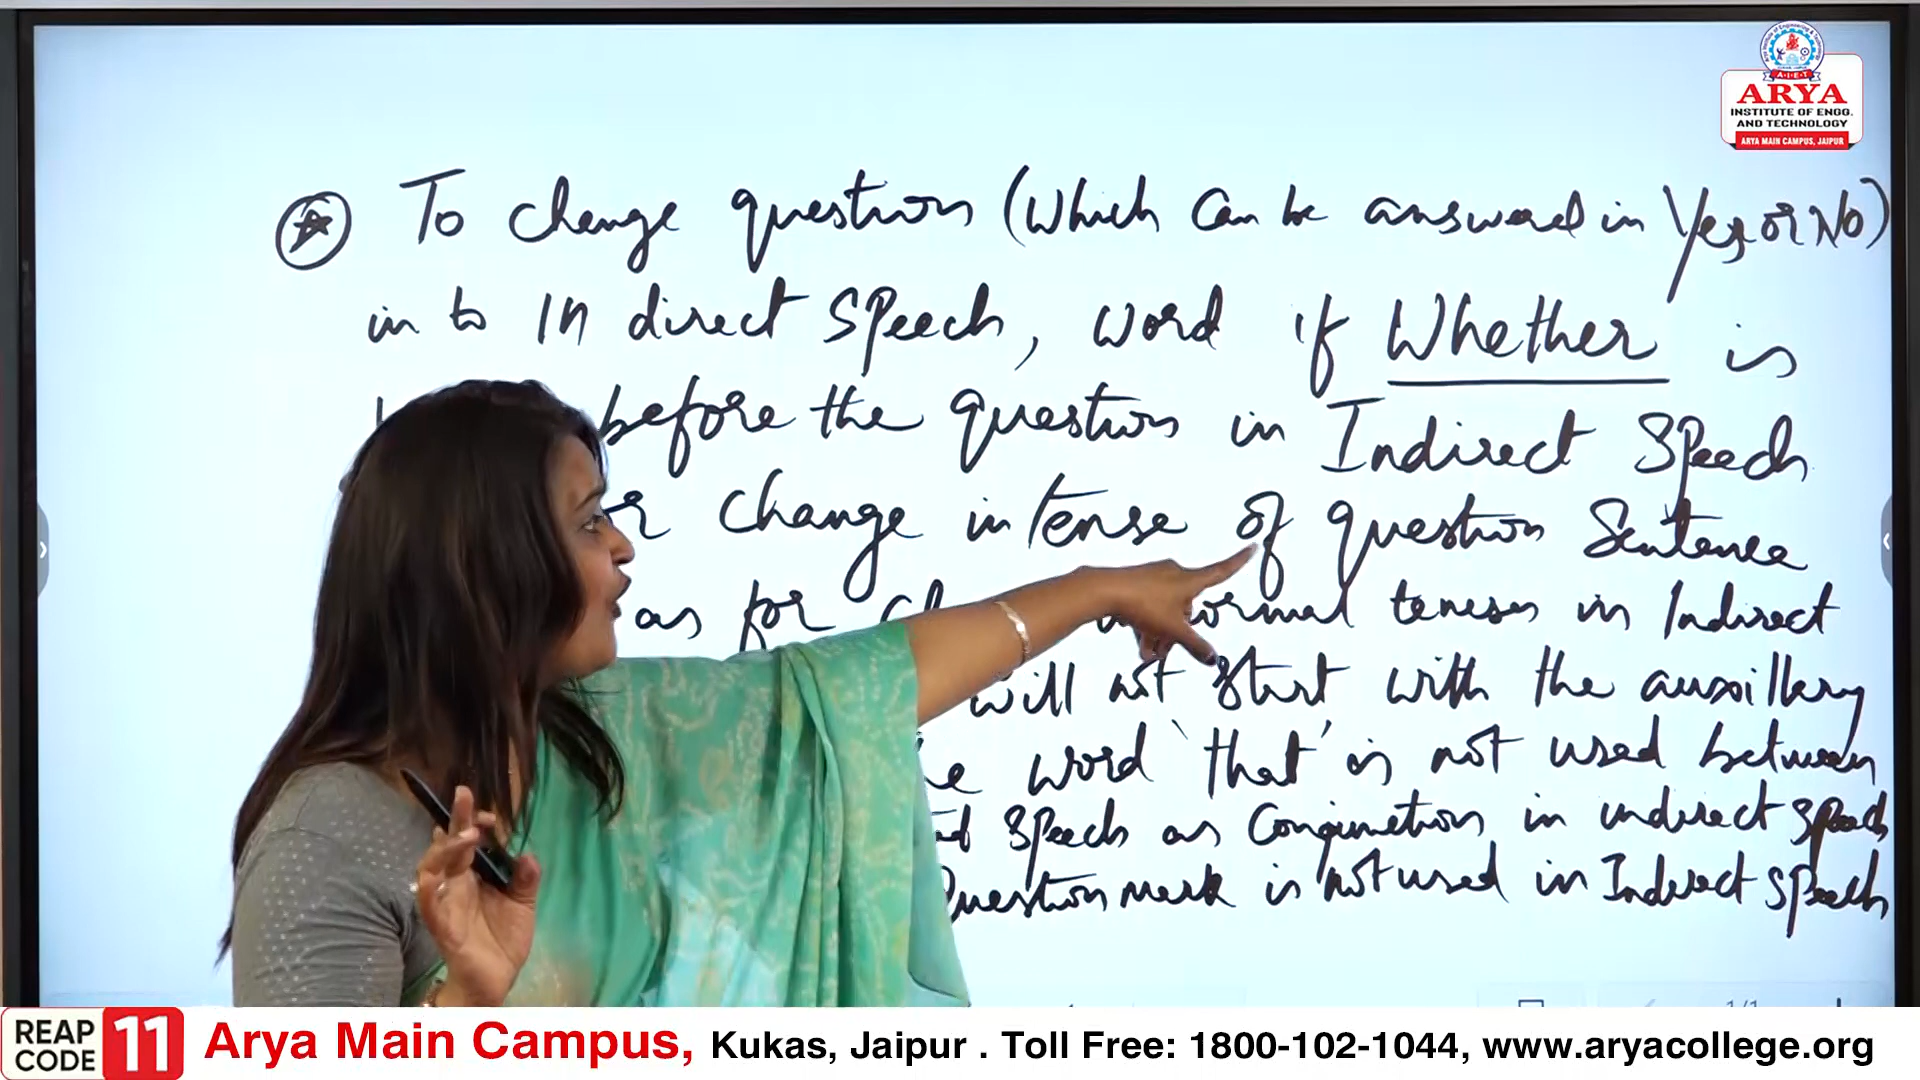 ARYA
INSTITUTE OF ENGG.
AND TECHNOLOGY
ARYA MAIN CAMPUS, JAIPUR
To change question (Which Can be answered in Yes or No)
in to Indirect Speech, word if Whether is
before the question in Indirect Speech
change in tense of question Sentence
as for normal tenses in Indirect
will not start with the auxillary
word 'that' is not used between
Speech as Conjunction in indirect Speech
Question mark is not used in Indirect Speech
1/1
REAP CODE 11 Arya Main Campus, Kukas, Jaipur . Toll Free: 1800-102-1044, www.aryacollege.org